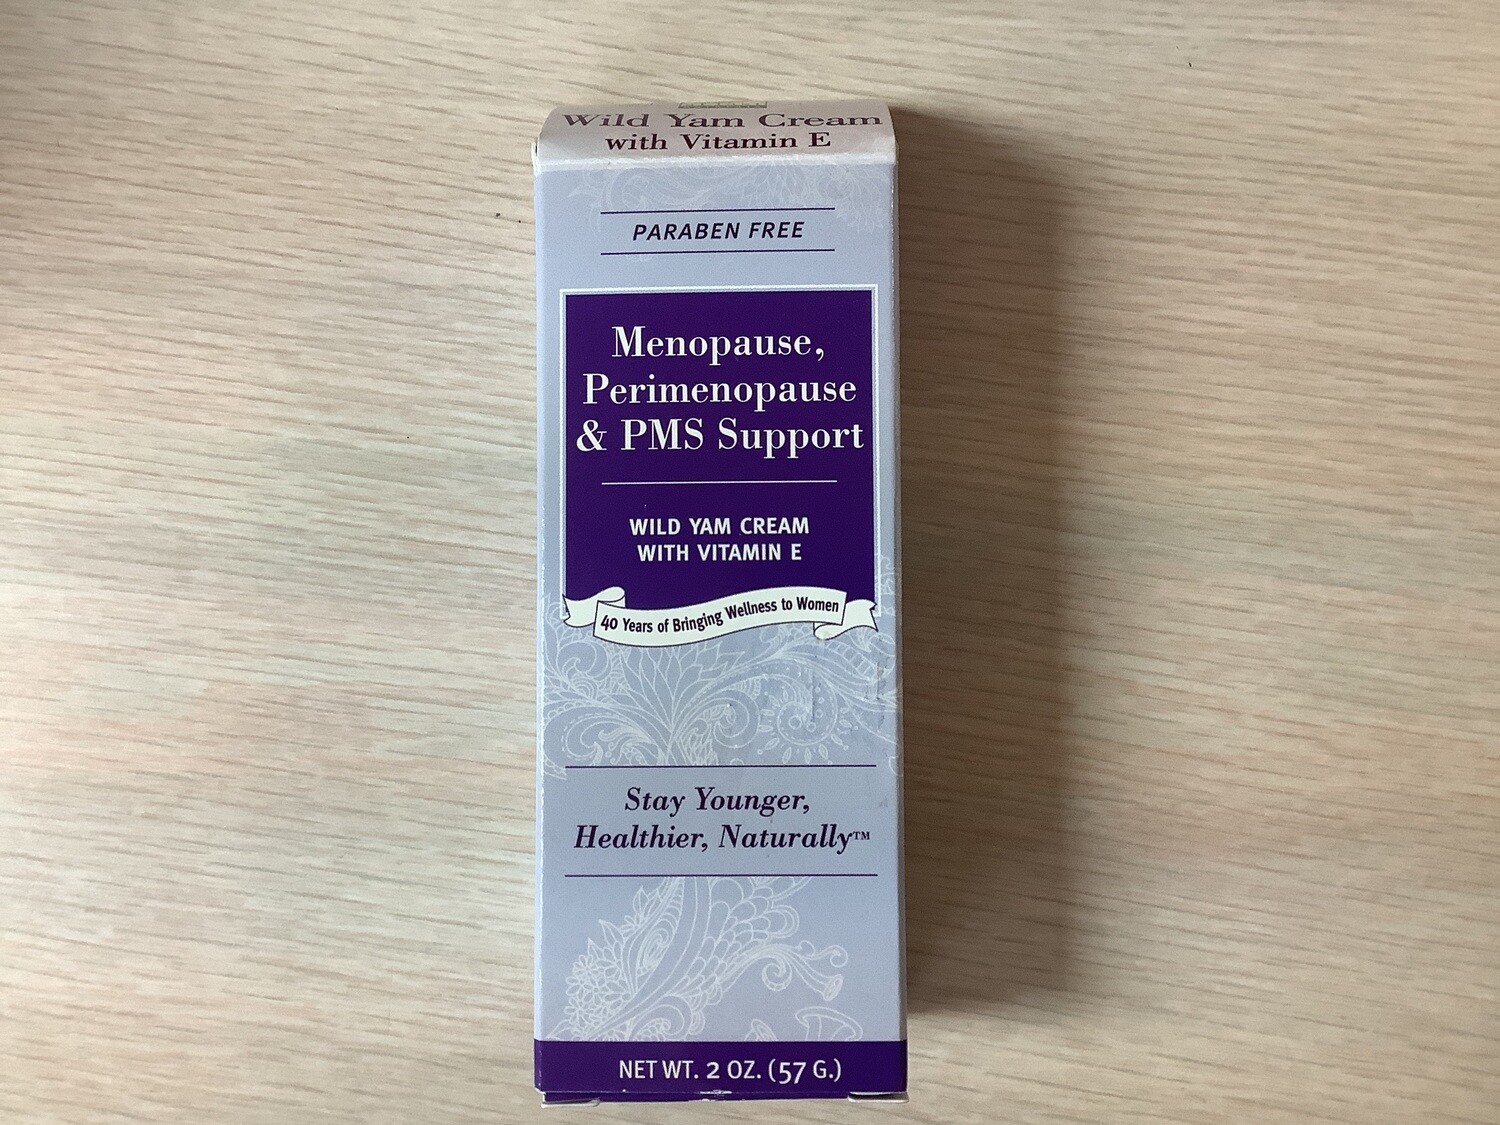 Wild Yam Cream
with Vitamin E
PARABEN FREE
Menopause,
Perimenopause
& PMS Support
WILD YAM CREAM
WITH VITAMIN E
40 Years of Bringing Wellness to Women
Stay Younger,
Healthier, Naturally™
NET WT. 2 OZ. (57 G.)